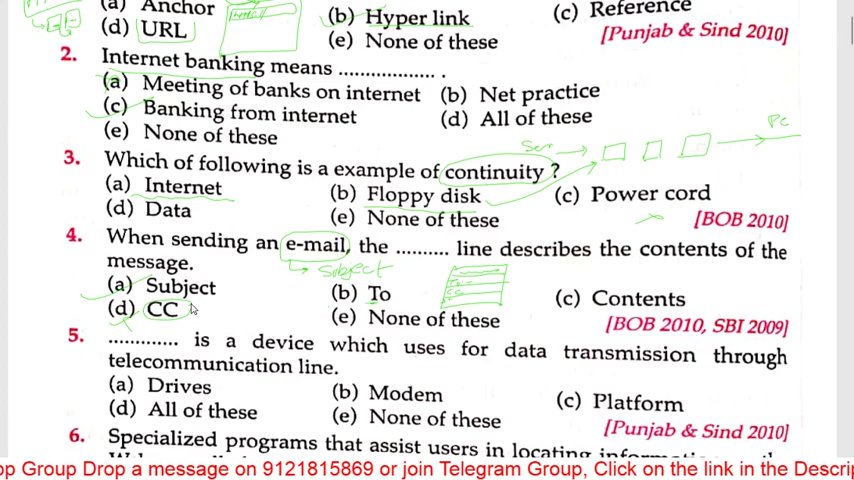 (a) Anchor (b) Hyper link (c) Reference
(d) URL (e) None of these [Punjab & Sind 2010]
2. Internet banking means .................. .
(a) Meeting of banks on internet (b) Net practice
(c) Banking from internet (d) All of these
(e) None of these
PC
Ser
3. Which of following is a example of continuity ?
(a) Internet (b) Floppy disk (c) Power cord
(d) Data (e) None of these [BOB 2010]
4. When sending an e-mail, the .......... line describes the contents of the
message.
Subject
(a) Subject (b) To (c) Contents
(d) CC (e) None of these [BOB 2010, SBI 2009]
5. ............. is a device which uses for data transmission through
telecommunication line.
(a) Drives (b) Modem (c) Platform
(d) All of these (e) None of these [Punjab & Sind 2010]
6. Specialized programs that assist users in locating
op Group Drop a message on 9121815869 or join Telegram Group, Click on the link in the Descrip